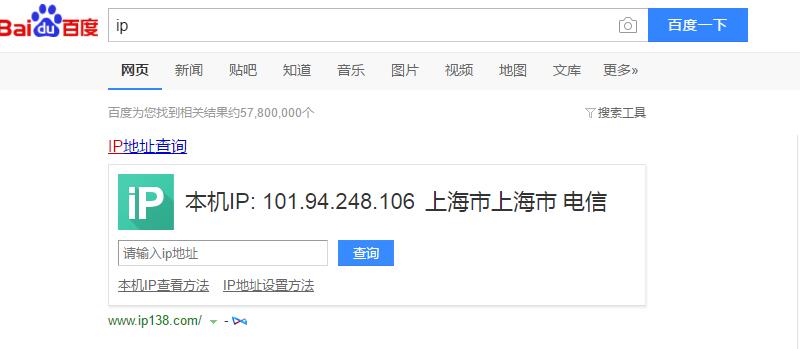 Bai du 百度 ip 百度一下
网页 新闻 贴吧 知道 音乐 图片 视频 地图 文库 更多»
百度为您找到相关结果约57,800,000个 搜索工具
IP地址查询
iP 本机IP: 101.94.248.106 上海市上海市 电信
请输入ip地址 查询
本机IP查看方法 IP地址设置方法
www.ip138.com/ -